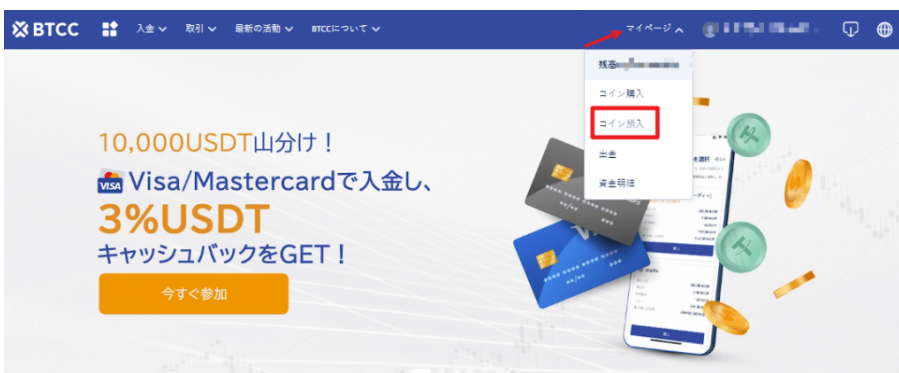 BTCC 入金 取引 最新の活動 BTCCについて マイページ
残高
コイン購入
コイン預入
出金
資金明細
10,000USDT山分け！
VISA Visa/Mastercardで入金し、
3%USDT
キャッシュバックをGET！
今すぐ参加